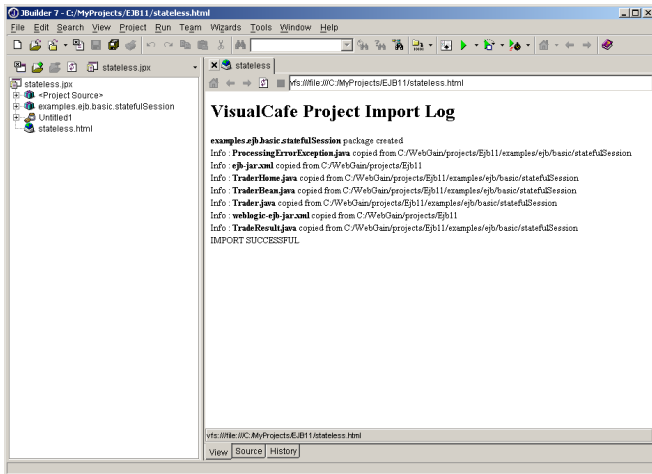 JBuilder 7 - C:/MyProjects/EJB11/stateless.html
File Edit Search View Project Run Team Wizards Tools Window Help
stateless.jpx
stateless
stateless.jpx
<Project Source>
examples.ejb.basic.statefulSession
Untitled1
stateless.html
vfs:///file:///C:/MyProjects/EJB11/stateless.html
VisualCafe Project Import Log
examples.ejb.basic.statefulSession package created
Info : ProcessingErrorException.java copied from C:/WebGain/projects/Ejb11/examples/ejb/basic/statefulSession
Info : ejb-jar.xml copied from C:/WebGain/projects/Ejb11
Info : TraderHome.java copied from C:/WebGain/projects/Ejb11/examples/ejb/basic/statefulSession
Info : TraderBean.java copied from C:/WebGain/projects/Ejb11/examples/ejb/basic/statefulSession
Info : Trader.java copied from C:/WebGain/projects/Ejb11/examples/ejb/basic/statefulSession
Info : weblogic-ejb-jar.xml copied from C:/WebGain/projects/Ejb11
Info : TradeResult.java copied from C:/WebGain/projects/Ejb11/examples/ejb/basic/statefulSession
IMPORT SUCCESSFUL
vfs:///file:///C:/MyProjects/EJB11/stateless.html
View Source History